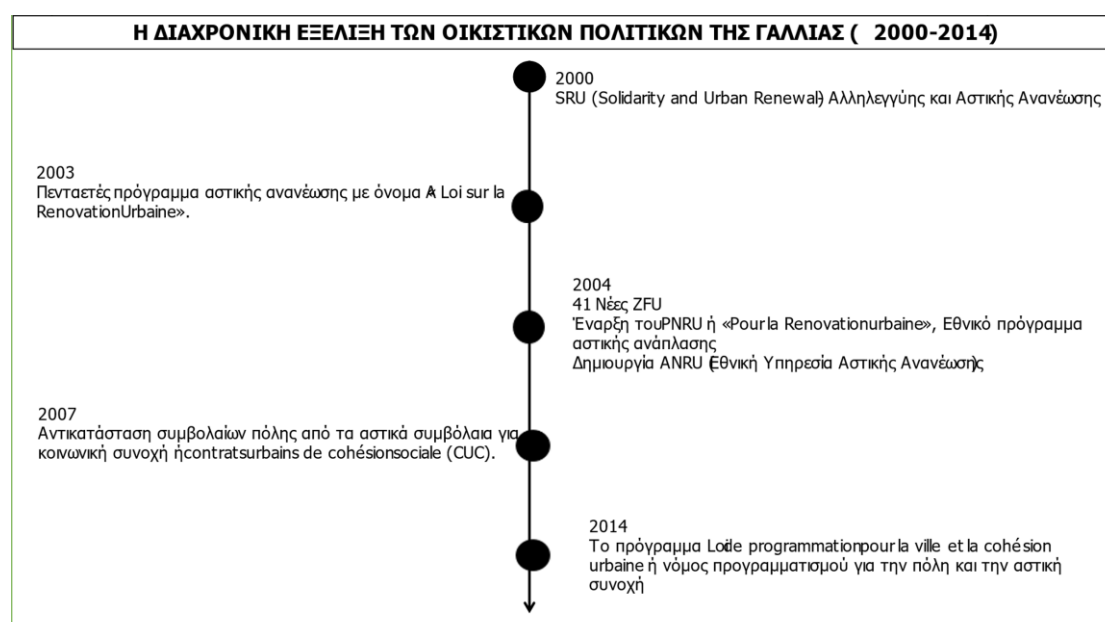 Η ΔΙΑΧΡΟΝΙΚΗ ΕΞΕΛΙΞΗ ΤΩΝ ΟΙΚΙΣΤΙΚΩΝ ΠΟΛΙΤΙΚΩΝ ΤΗΣ ΓΑΛΛΙΑΣ ( 2000-2014)
2000
SRU (Solidarity and Urban Renewal) Αλληλεγγύης και Αστικής Ανανέωσης
2003
Πενταετές πρόγραμμα αστικής ανανέωσης με όνομα « Loi sur la
RenovationUrbaine».
2004
41 Νέες ZFU
Έναρξη τουPNRU ή «Pour la Renovationurbaine», Εθνικό πρόγραμμα
αστικής ανάπλασης
Δημιουργία ANRU (Εθνική Υπηρεσία Αστικής Ανανέωσης)
2007
Αντικατάσταση συμβολαίων πόλης από τα αστικά συμβόλαια για
κοινωνική συνοχή ήcontratsurbains de cohésionsociale (CUC).
2014
Το πρόγραμμα Loide programmationpour la ville et la cohésion
urbaine ή νόμος προγραμματισμού για την πόλη και την αστική
συνοχή